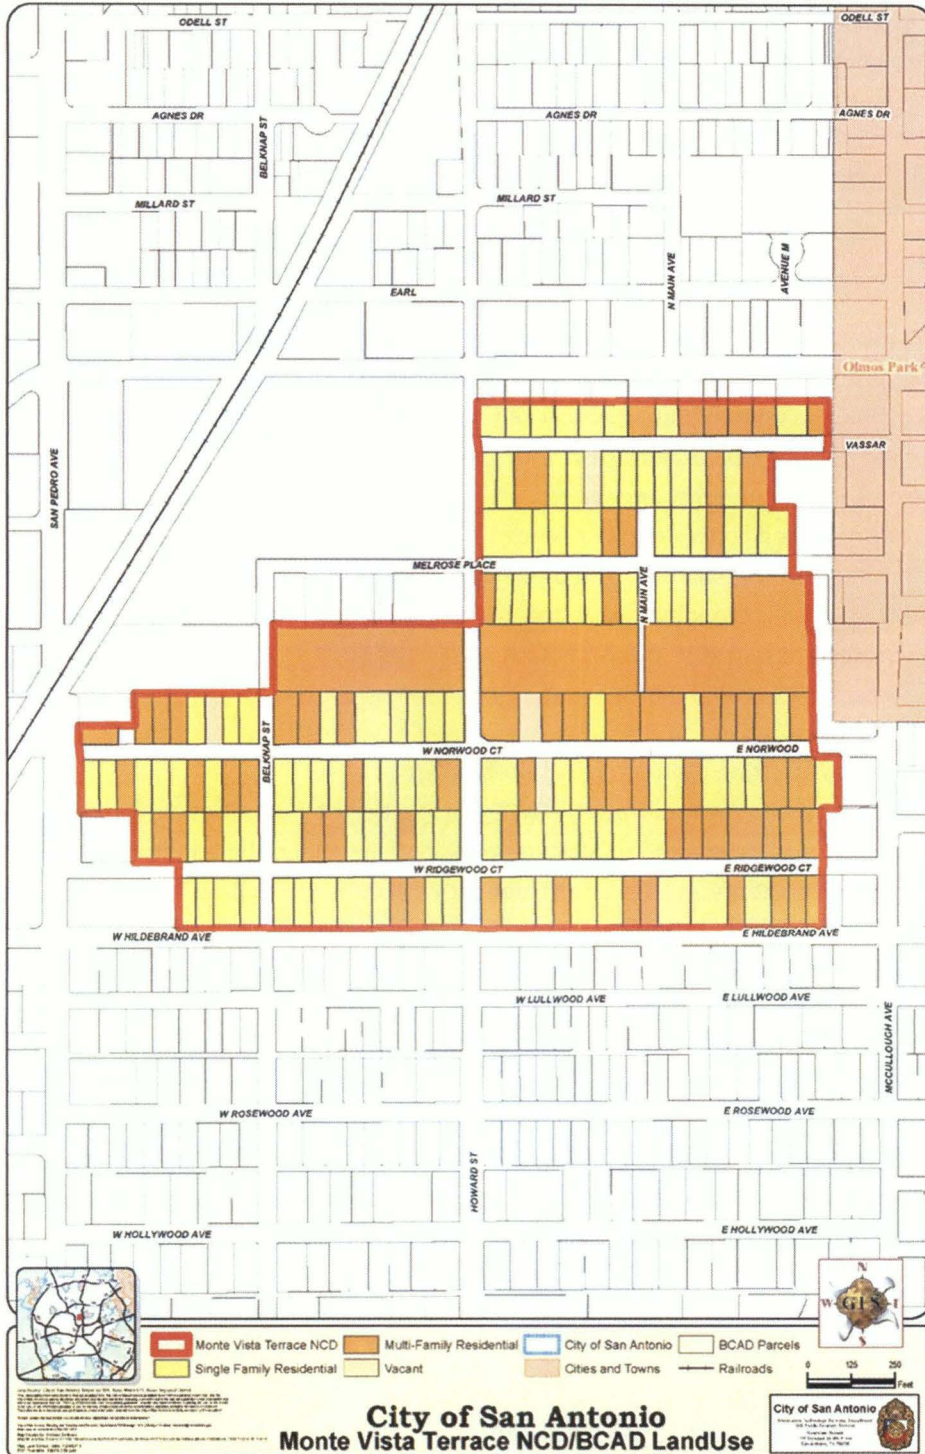 ODELL ST
ODELL ST
AGNES DR
AGNES DR
AGNES DR
BELKNAP ST
MILLARD ST
MILLARD ST
EARL
N MAIN AVE
AVENUE M
Olmos Park
SAN PEDRO AVE
VASSAR
MELROSE PLACE
N MAIN AVE
BELKNAP ST
W NORWOOD CT
E NORWOOD
W RIDGEWOOD CT
E RIDGEWOOD CT
W HILDEBRAND AVE
E HILDEBRAND AVE
W LULLWOOD AVE
E LULLWOOD AVE
MCCULLOUGH AVE
W ROSEWOOD AVE
E ROSEWOOD AVE
HOWARD ST
W HOLLYWOOD AVE
E HOLLYWOOD AVE
N
W GIS E
S
Monte Vista Terrace NCD
Multi-Family Residential
City of San Antonio
BCAD Parcels
Single Family Residential
Vacant
Cities and Towns
Railroads
0 125 250
Feet
City of San Antonio
Monte Vista Terrace NCD/BCAD LandUse
City of San Antonio